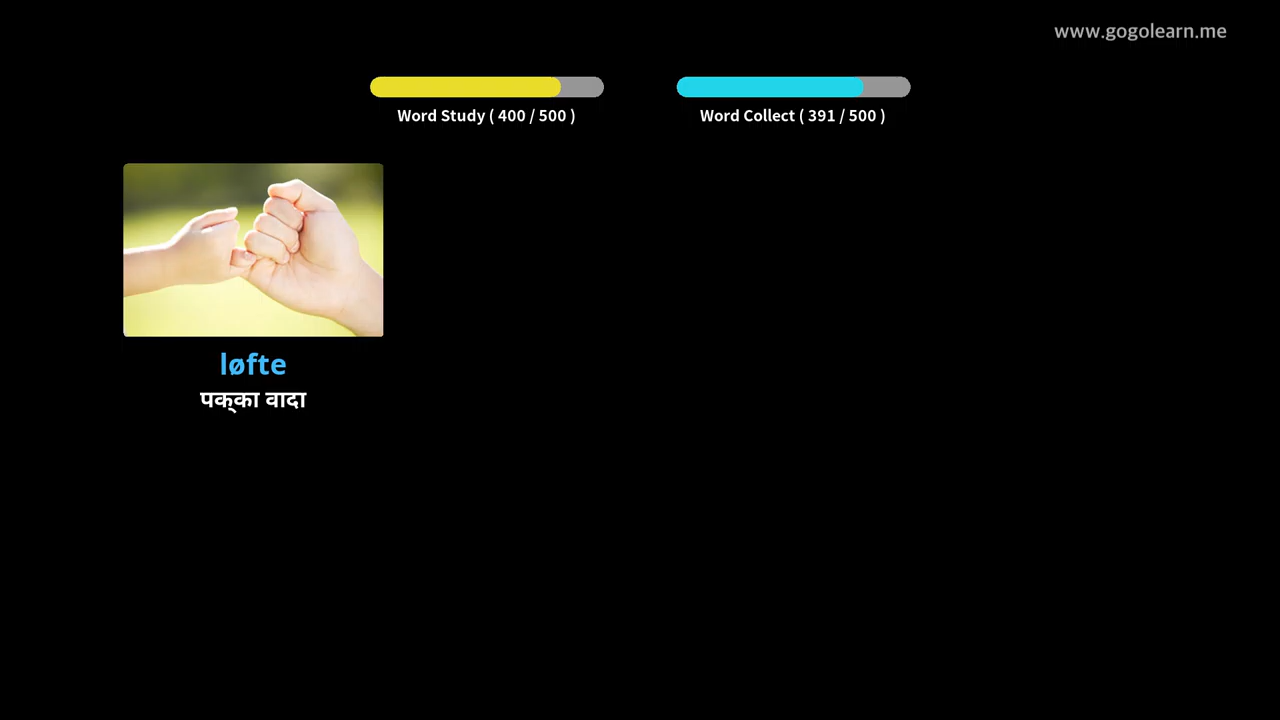 www.gogolearn.me
Word Study ( 400 / 500 )
Word Collect ( 391 / 500 )
løfte
पक्का वादा